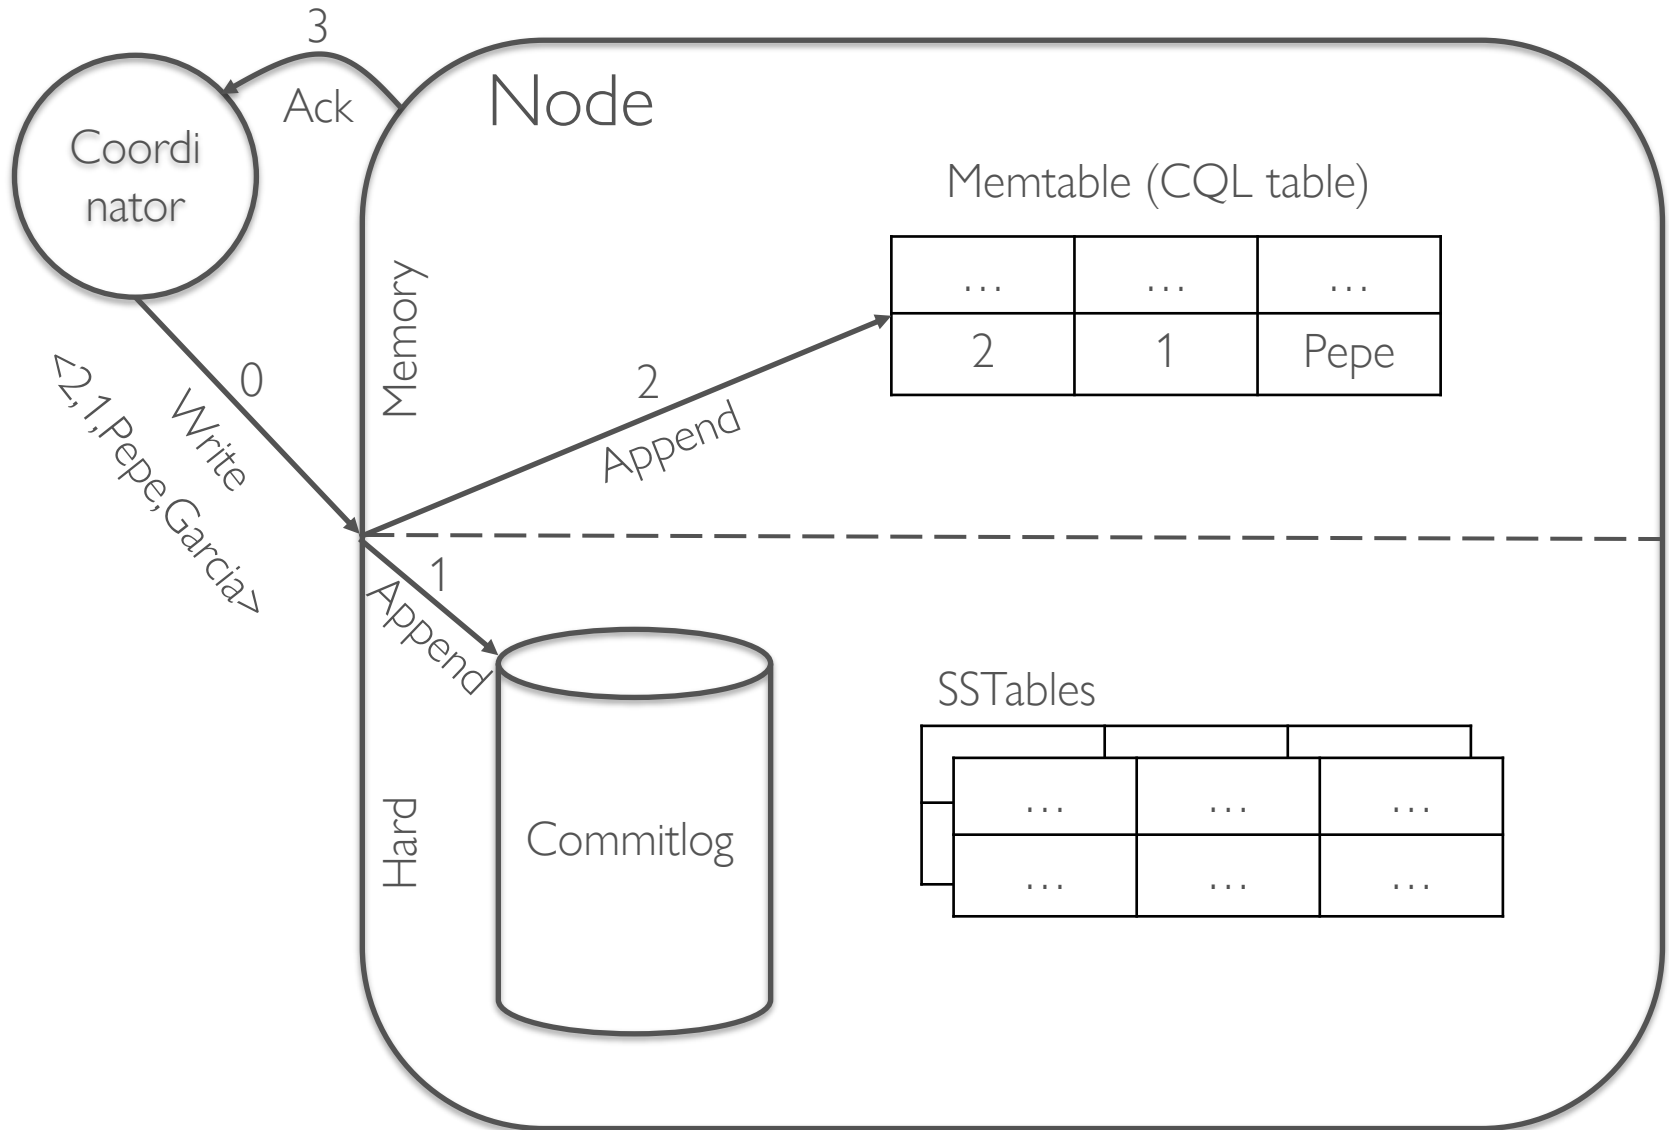 3
Ack
Coordi
nator
Node
Memtable (CQL table)
... ... ...
2 1 Pepe
Memory
0
Write
<2,1,Pepe,Garcia>
2
Append
1
Append
Hard
Commitlog
SSTables
... ... ...
... ... ...